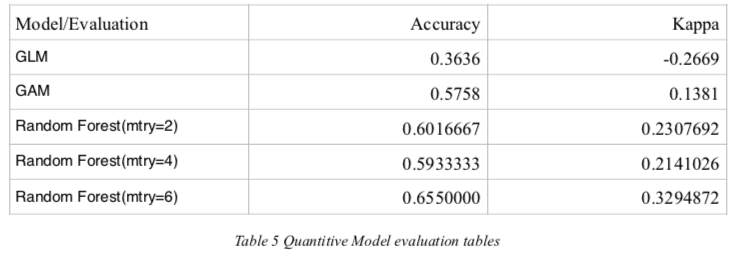 Model/Evaluation Accuracy Kappa
GLM 0.3636 -0.2669
GAM 0.5758 0.1381
Random Forest(mtry=2) 0.6016667 0.2307692
Random Forest(mtry=4) 0.5933333 0.2141026
Random Forest(mtry=6) 0.6550000 0.3294872
Table 5 Quantitive Model evaluation tables